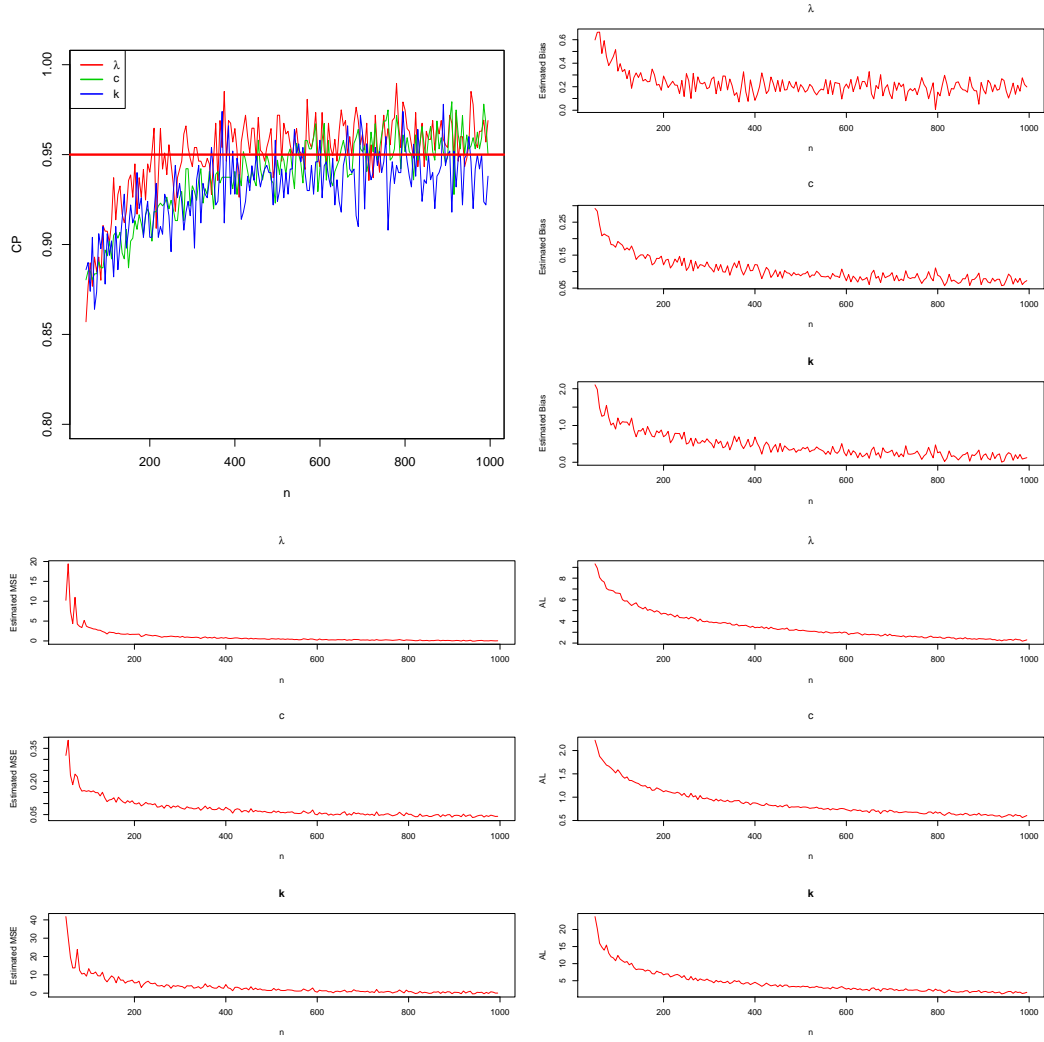 λ
c
k
CP
1.00
0.95
0.90
0.85
0.80
200
400
600
800
1000
n
λ
Estimated Bias
0.6
0.4
0.2
0.0
200
400
600
800
1000
n
c
Estimated Bias
0.25
0.15
0.05
200
400
600
800
1000
n
k
Estimated Bias
2.0
1.0
0.0
200
400
600
800
1000
n
λ
Estimated MSE
20
15
10
5
0
200
400
600
800
1000
n
λ
AL
8
6
4
2
200
400
600
800
1000
n
c
Estimated MSE
0.35
0.20
0.05
200
400
600
800
1000
n
c
AL
2.0
1.5
1.0
0.5
200
400
600
800
1000
n
k
Estimated MSE
40
30
20
10
0
200
400
600
800
1000
n
k
AL
20
15
10
5
200
400
600
800
1000
n